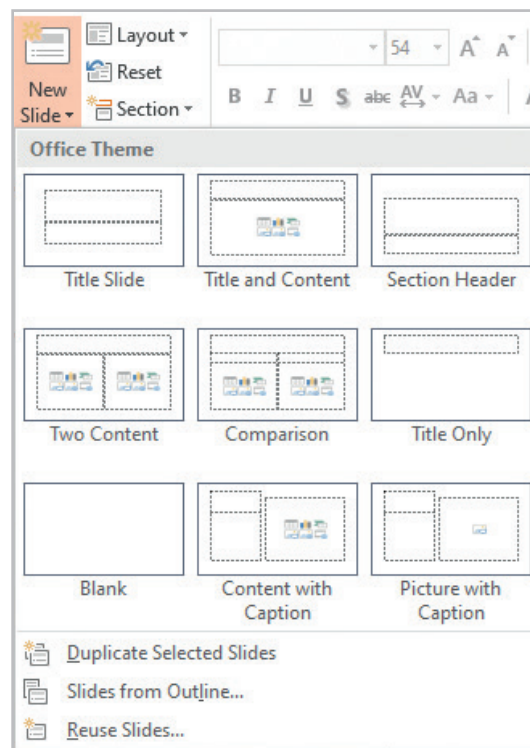 Layout
New
Slide
Reset
Section
54
A A
B I U S abc AV Aa
Office Theme
Title Slide
Title and Content
Section Header
Two Content
Comparison
Title Only
Blank
Content with
Caption
Picture with
Caption
Duplicate Selected Slides
Slides from Outline...
Reuse Slides...